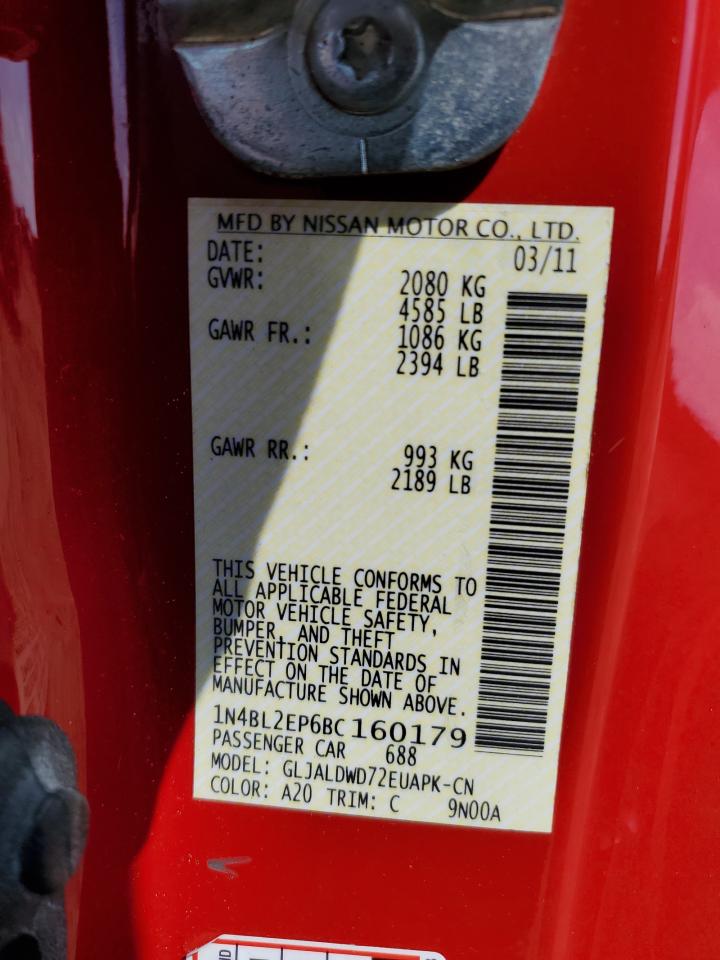 MFD BY NISSAN MOTOR CO., LTD.
DATE: 03/11
GVWR: 2080 KG
4585 LB
GAWR FR.: 1086 KG
2394 LB
GAWR RR.: 993 KG
2189 LB
THIS VEHICLE CONFORMS TO
ALL APPLICABLE FEDERAL
MOTOR VEHICLE SAFETY,
BUMPER, AND THEFT
PREVENTION STANDARDS IN
EFFECT ON THE DATE OF
MANUFACTURE SHOWN ABOVE.
1N4BL2EP6BC160179
PASSENGER CAR 688
MODEL: GLJALDWD72EUAPK-CN
COLOR: A20 TRIM: C 9N00A